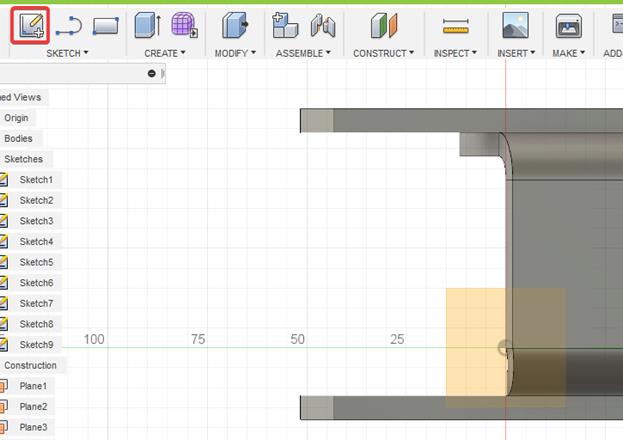 SKETCH CREATE MODIFY ASSEMBLE CONSTRUCT INSPECT INSERT MAKE ADD-
ed Views
Origin
Bodies
Sketches
Sketch1
Sketch2
Sketch3
Sketch4
Sketch5
Sketch6
Sketch7
Sketch8
Sketch9
100 75 50 25
Construction
Plane1
Plane2
Plane3